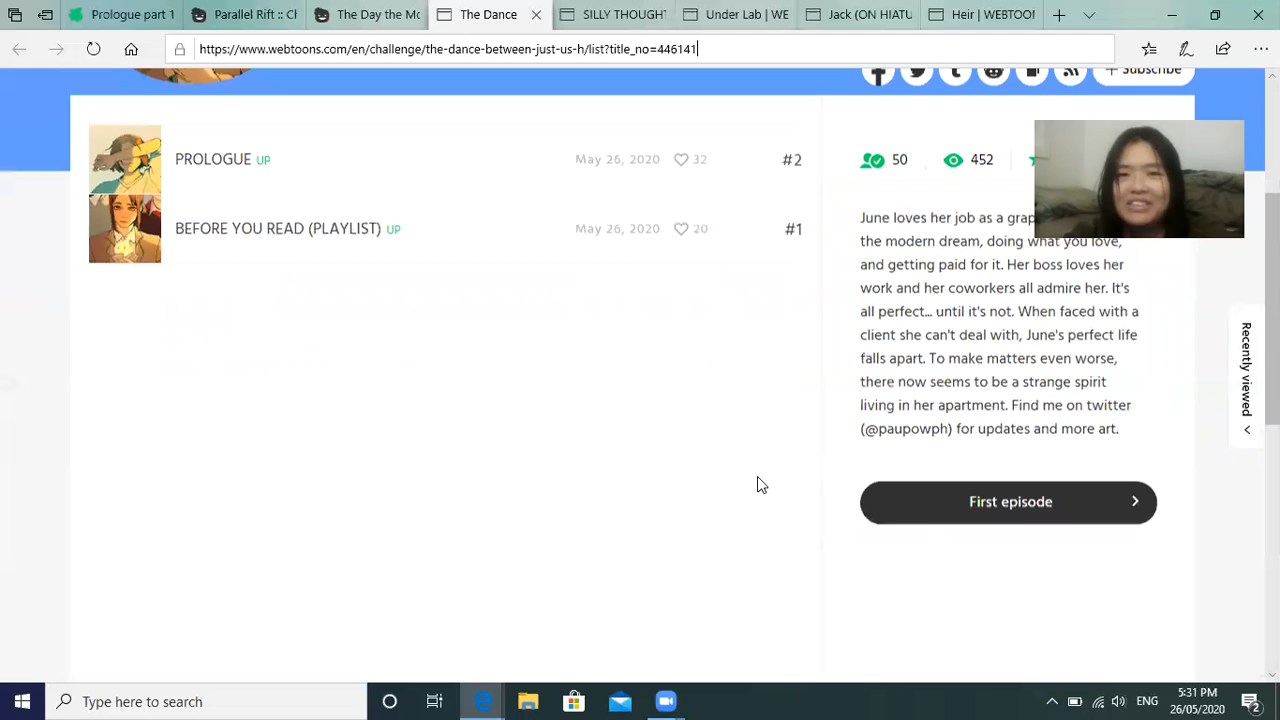 Prologue part 1
Parallel Rift :: Cl
The Day the Mo
The Dance
SILLY THOUGHT
Under Lab | WE
Jack (ON HIATU
Heir | WEBTOON
https://www.webtoons.com/en/challenge/the-dance-between-just-us-h/list?title_no=446141
+ Subscribe
PROLOGUE UP
May 26, 2020
32
#2
BEFORE YOU READ (PLAYLIST) UP
May 26, 2020
20
#1
50
452
June loves her job as a grap
the modern dream, doing what you love,
and getting paid for it. Her boss loves her
work and her coworkers all admire her. It's
all perfect... until it's not. When faced with a
client she can't deal with, June's perfect life
falls apart. To make matters even worse,
there now seems to be a strange spirit
living in her apartment. Find me on twitter
(@paupowph) for updates and more art.
First episode
Recently viewed
Type here to search
ENG
5:31 PM
26/05/2020
2